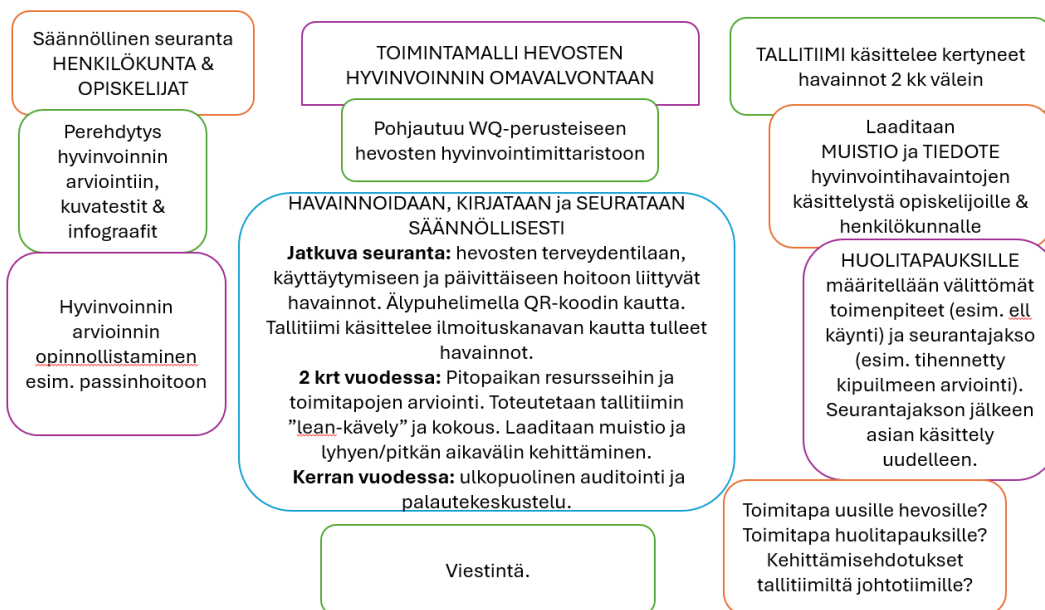 Säännöllinen seuranta
HENKILÖKUNTA &
OPISKELIJAT
Perehdytys
hyvinvoinnin
arviointiin,
kuvatestit &
infograafit
Hyvinvoinnin
arvioinnin
opinnollistaminen
esim. passinhoitoon
TOIMINTAMALLI HEVOSTEN
HYVINVOINNIN OMAVALVONTAAN
Pohjautuu WQ-perusteiseen
hevosten hyvinvointimittaristoon
HAVAINNOIDAAN, KIRJATAAN ja SEURATAAN
SÄÄNNÖLLISESTI
Jatkuva seuranta: hevosten terveydentilaan,
käyttäytymiseen ja päivittäiseen hoitoon liittyvät
havainnot. Älypuhelimella QR-koodin kautta.
Tallitiimi käsittelee ilmoituskanavan kautta tulleet
havainnot.
2 krt vuodessa: Pitopaikan resursseihin ja
toimitapojen arviointi. Toteutetaan tallitiimin
”lean-kävely” ja kokous. Laaditaan muistio ja
lyhyen/pitkän aikavälin kehittäminen.
Kerran vuodessa: ulkopuolinen auditointi ja
palautekeskustelu.
Viestintä.
TALLITIIMI käsittelee kertyneet
havainnot 2 kk välein
Laaditaan
MUISTIO ja TIEDOTE
hyvinvointihavaintojen
käsittelystä opiskelijoille &
henkilökunnalle
HUOLITAPAUKSILLE
määritellään välittömät
toimenpiteet (esim. ell
käynti) ja seurantajakso
(esim. tihennetty
kipuilmeen arviointi).
Seurantajakson jälkeen
asian käsittely
uudelleen.
Toimitapa uusille hevosille?
Toimitapa huolitapauksille?
Kehittämisehdotukset
tallitiimiltä johtotiimille?